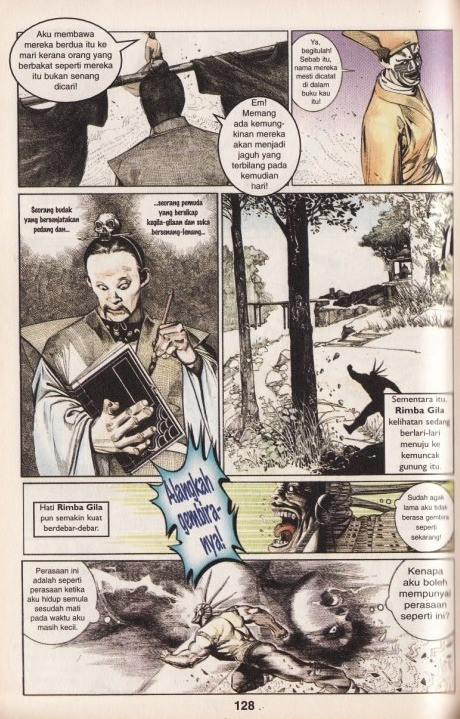 Aku membawa
mereka berdua itu ke
mari kerana orang yang
berbakat seperti mereka
itu bukan senang
dicari!
Em!
Memang
ada kemung-
kinan mereka
akan menjadi
jaguh yang
terbilang pada
kemudian
hari!
Ya,
begitulah!
Sebab itu,
nama mereka
mesti dicatat
di dalam
buku kau
itu!
Seorang budak
yang bersenjatakan
pedang dan...
...seorang pemuda
yang bersikap
kegila-gilaan dan suka
bersenang-lenang...
Sementara itu,
Rimba Gila
kelihatan sedang
berlari-lari
menuju ke
kemuncak
gunung itu.
Hati Rimba Gila
pun semakin kuat
berdebar-debar.
Alangkah
gembira-
nya!
Sudah agak
lama aku tidak
berasa gembira
seperti
sekarang!
Perasaan ini
adalah seperti
perasaan ketika
aku hidup semula
sesudah mati
pada waktu aku
masih kecil.
Kenapa
aku boleh
mempunyai
perasaan
seperti ini?
128